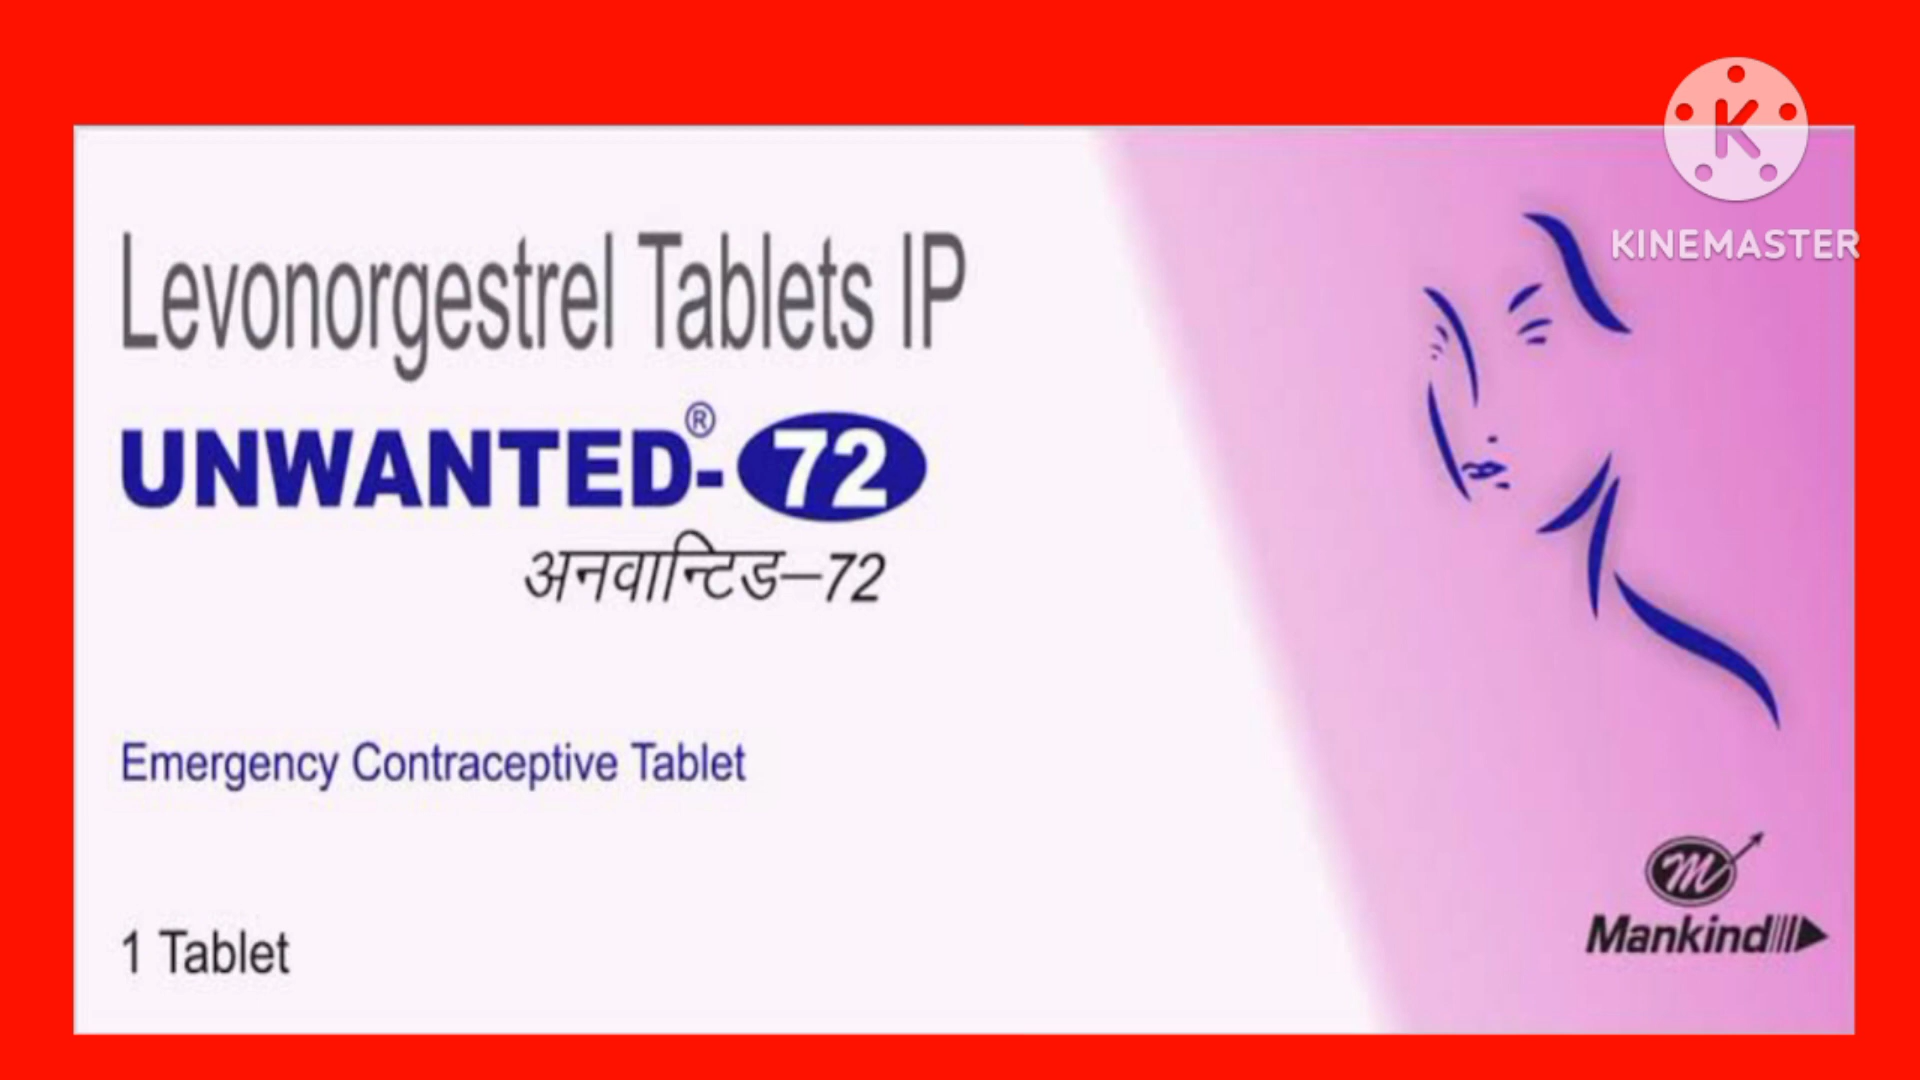 KINEMASTER
Levonorgestrel Tablets IP
UNWANTED®-72
अनवान्टिड–72
Emergency Contraceptive Tablet
1 Tablet
Mankind